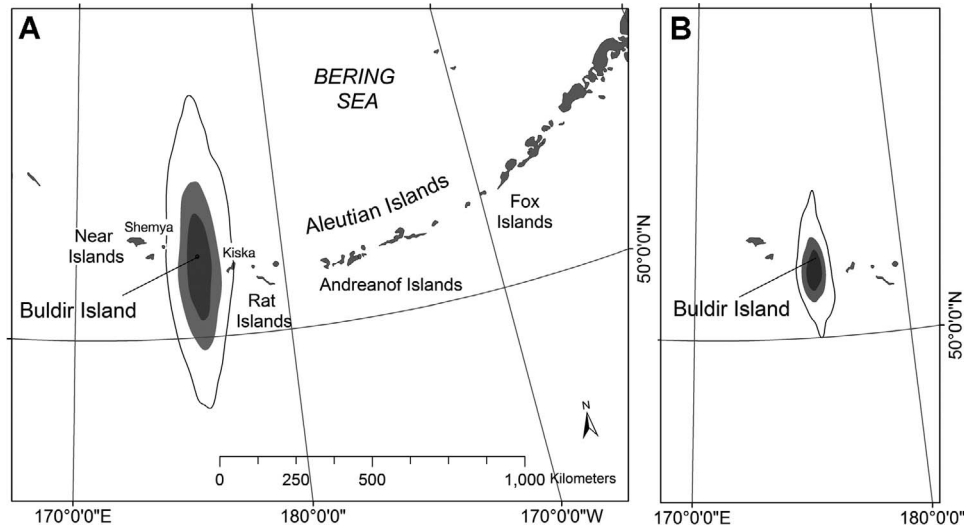 A
BERING
SEA
Aleutian Islands
Fox
Islands
Shemya
Near
Islands
Kiska
Andreanof Islands
Buldir Island
Rat
Islands
50°0'0"N
N
0 250 500 1,000 Kilometers
170°0'0"E 180°0'0" 170°0'0"W
B
Buldir Island
50°0'0"N
170°0'0"E 180°0'0"